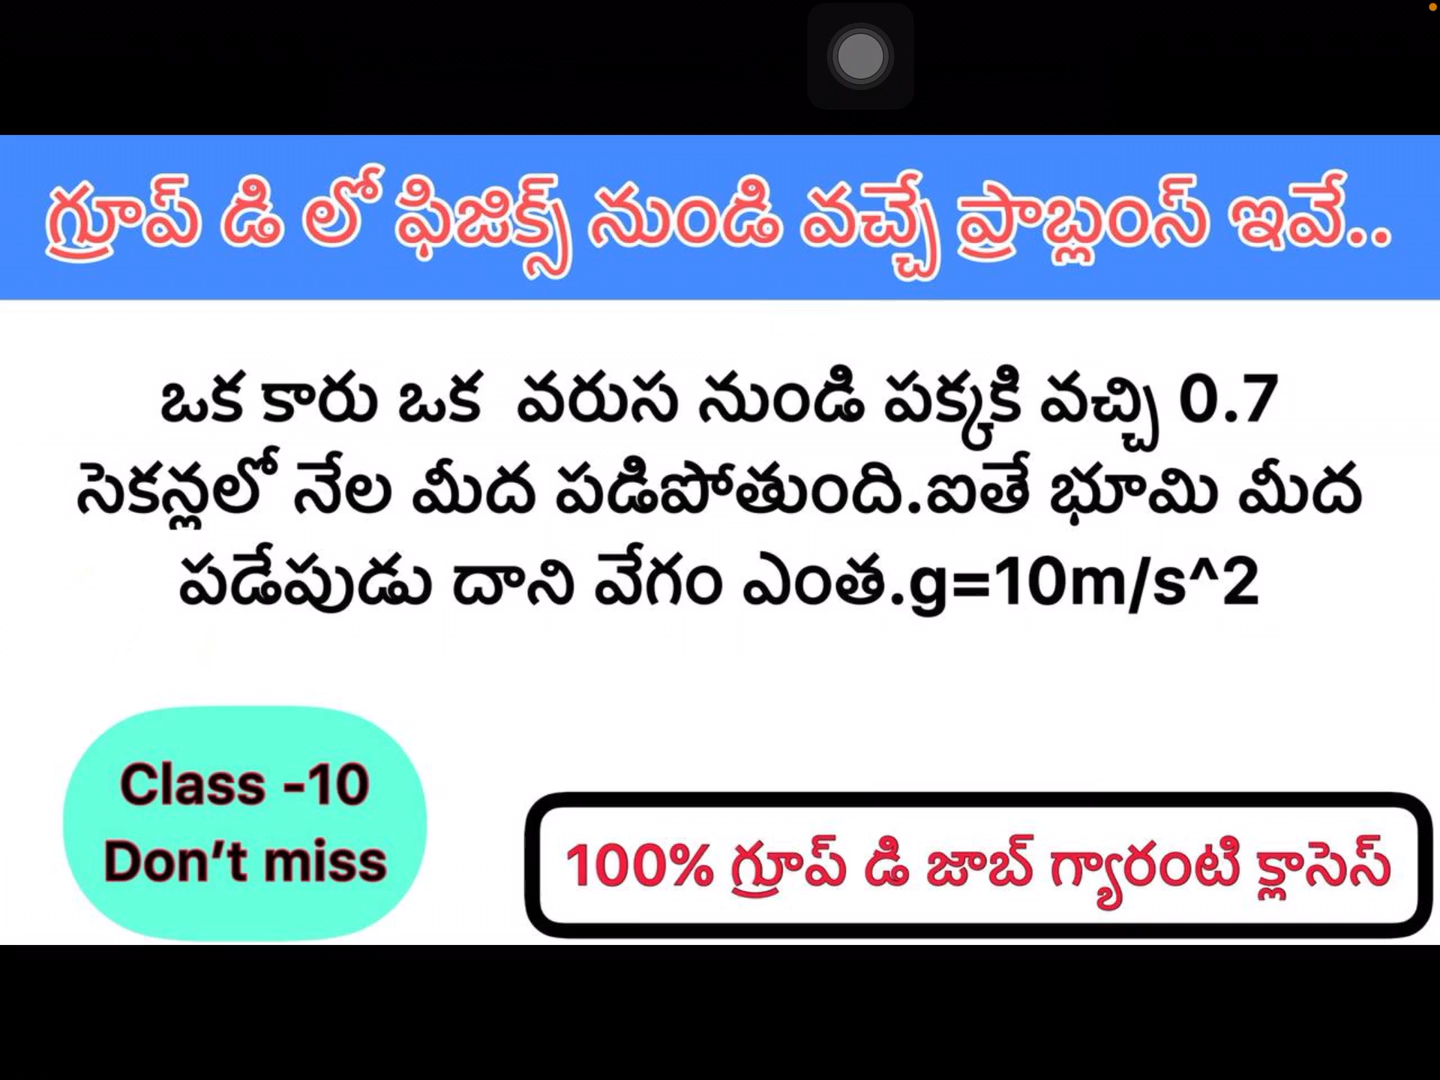 గ్రూప్ డి లో ఫిజిక్స్ నుండి వచ్చే ప్రాబ్లంస్ ఇవే..
ఒక కారు ఒక వరుస నుండి పక్కకి వచ్చి 0.7
సెకన్లలో నేల మీద పడిపోతుంది.ఐతే భూమి మీద
పడేపుడు దాని వేగం ఎంత.g=10m/s^2
Class -10
Don't miss
100% గ్రూప్ డి జాబ్ గ్యారంటి క్లాసెస్